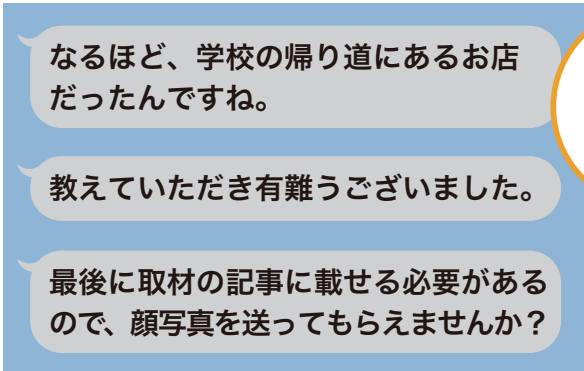 なるほど、学校の帰り道にあるお店
だったんですね。
教えていただき有難うございました。
最後に取材の記事に載せる必要がある
ので、顔写真を送ってもらえませんか？